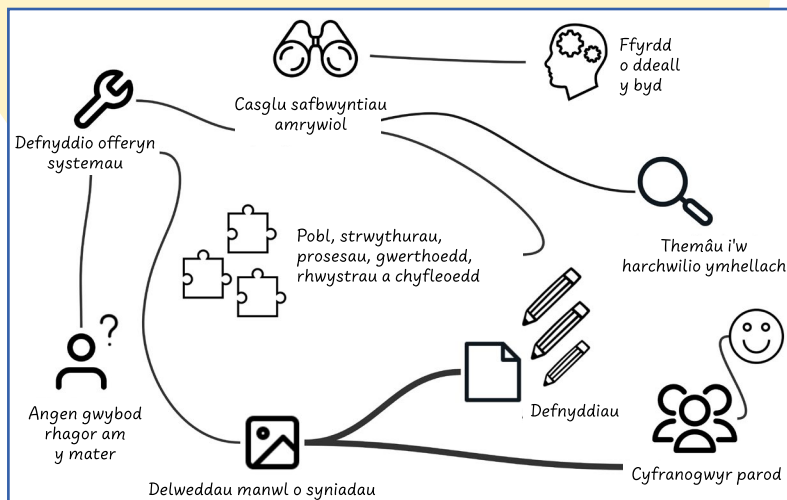 Ffyrdd
o ddeall
y byd
Casglu safbwyntiau
amrywiol
Defnyddio offeryn
systemau
Pobl, strwythurau,
prosesau, gwerthoedd,
rhwystrau a chyfleoedd
Themâu i'w
harchwilio ymhellach
?
Angen gwybod
rhagor am
y mater
Defnyddiau
Cyfranogwyr parod
Delweddau manwl o syniadau